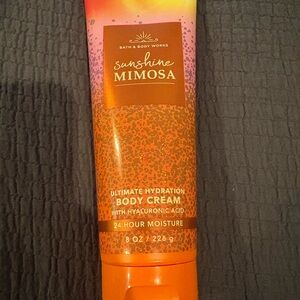 BATH & BODY WORKS
sunshine
MIMOSA
ULTIMATE HYDRATION
BODY CREAM
WITH HYALURONIC ACID
24 HOUR MOISTURE
8 OZ / 226 g